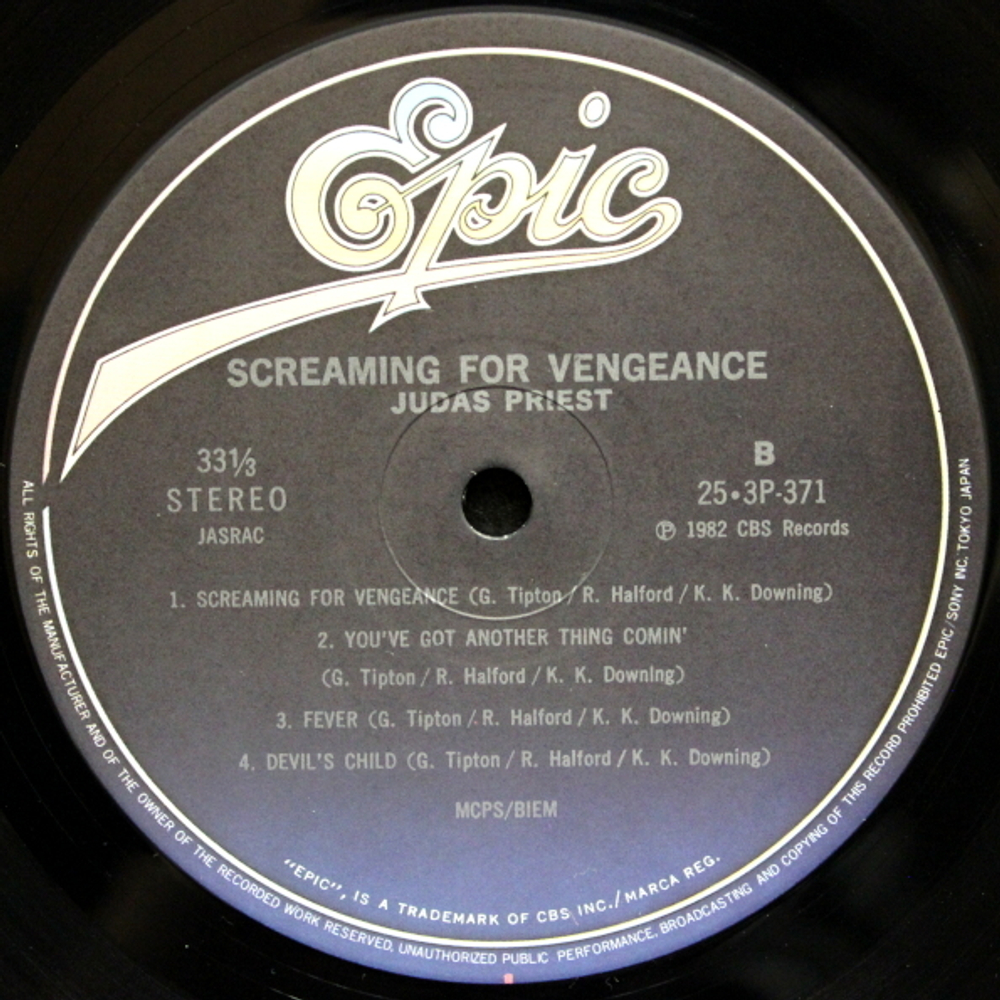 Epic
SCREAMING FOR VENGEANCE
JUDAS PRIEST
33⅓
STEREO
JASRAC
B
25•3P-371
Ⓟ 1982 CBS Records
1. SCREAMING FOR VENGEANCE (G. Tipton / R. Halford / K. K. Downing)
2. YOU'VE GOT ANOTHER THING COMIN'
(G. Tipton / R. Halford / K. K. Downing)
3. FEVER (G. Tipton / R. Halford / K. K. Downing)
4. DEVIL'S CHILD (G. Tipton / R. Halford / K. K. Downing)
MCPS/BIEM
"EPIC", IS A TRADEMARK OF CBS INC./MARCA REG.
ALL RIGHTS OF THE MANUFACTURER AND OF THE OWNER OF THE RECORDED WORK RESERVED, UNAUTHORIZED PUBLIC PERFORMANCE, BROADCASTING AND COPYING OF THIS RECORD PROHIBITED EPIC/SONY INC. TOKYO JAPAN